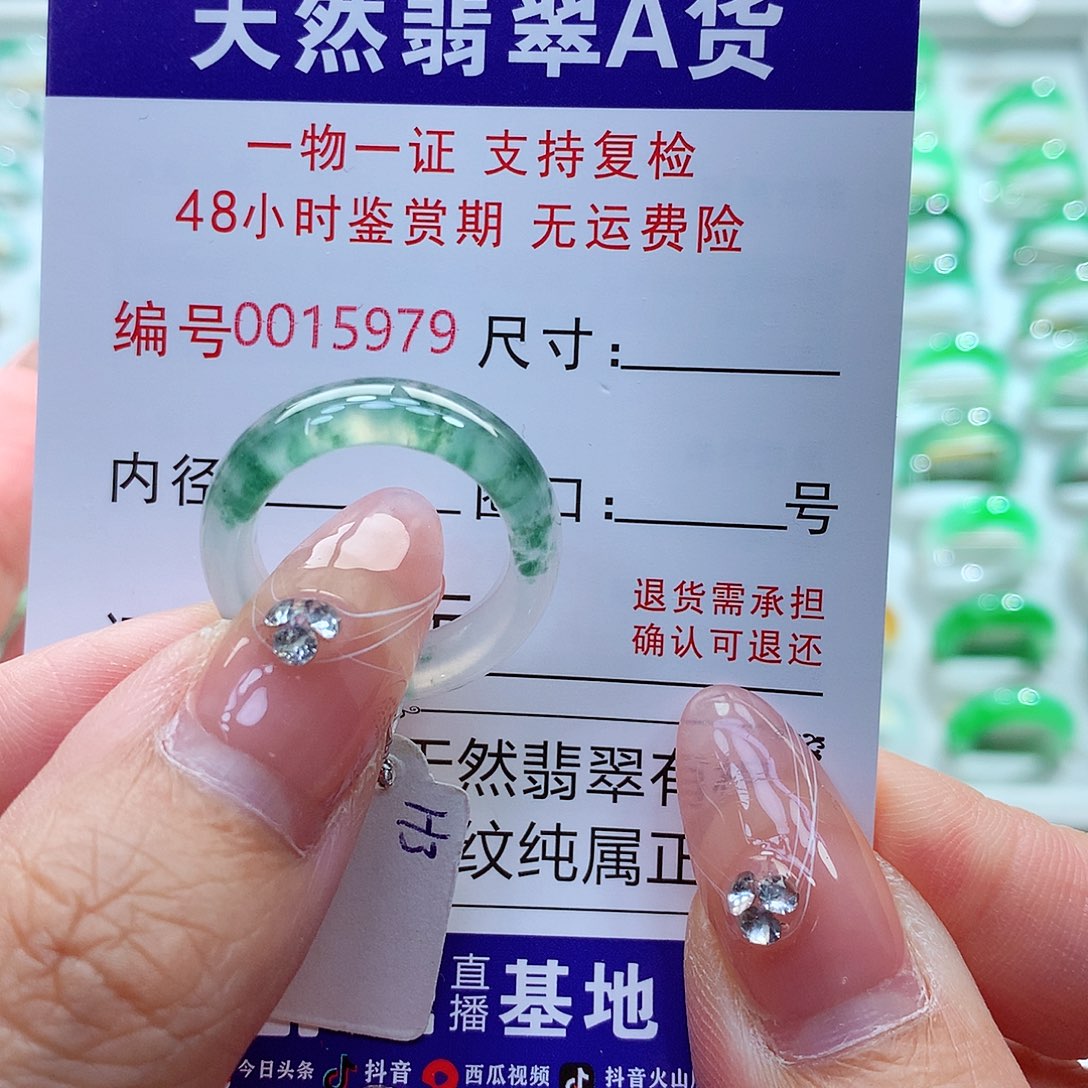 天然翡翠A货
一物一证 支持复检
48小时鉴赏期 无运费险
编号0015979 尺寸:
内径 口: 号
退货需承担
确认可退还
天然翡翠有
纹纯属正
H3
直播 基地
今日头条 抖音 西瓜视频 抖音火山